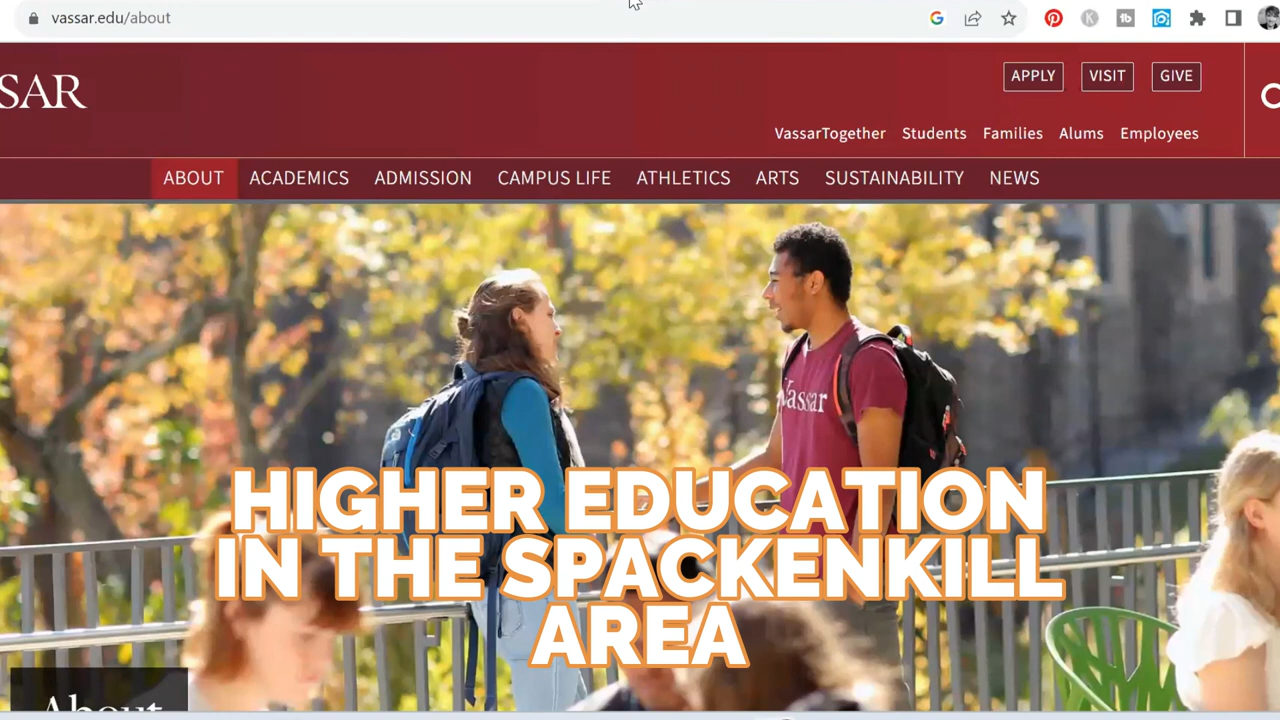 vassar.edu/about
SAR
APPLY VISIT GIVE
VassarTogether Students Families Alums Employees
ABOUT ACADEMICS ADMISSION CAMPUS LIFE ATHLETICS ARTS SUSTAINABILITY NEWS
Vassar
HIGHER EDUCATION
IN THE SPACKENKILL
AREA
About